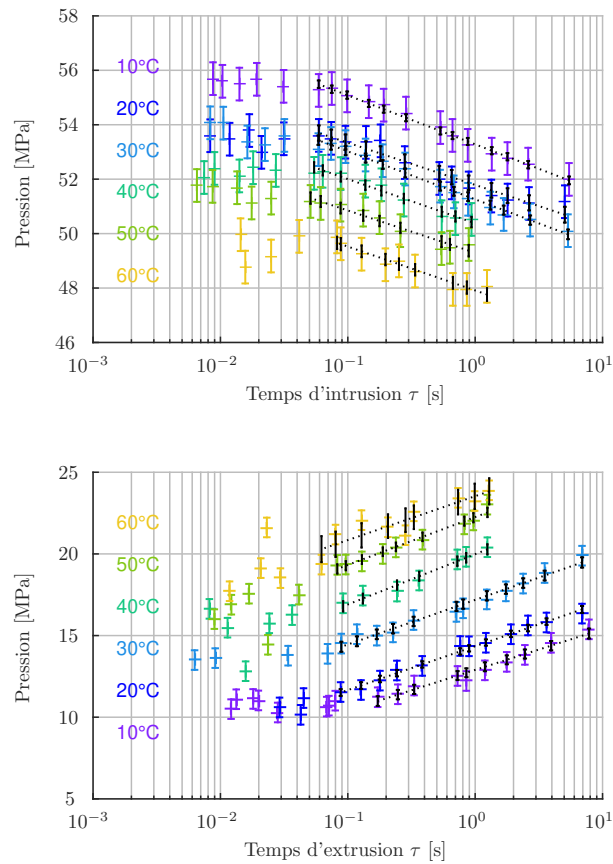 58
56
54
52
50
48
46
Pression [MPa]
10°C
20°C
30°C
40°C
50°C
60°C
10⁻³ 10⁻² 10⁻¹ 10⁰ 10¹
Temps d'intrusion τ [s]
25
20
15
10
5
Pression [MPa]
60°C
50°C
40°C
30°C
20°C
10°C
10⁻³ 10⁻² 10⁻¹ 10⁰ 10¹
Temps d'extrusion τ [s]